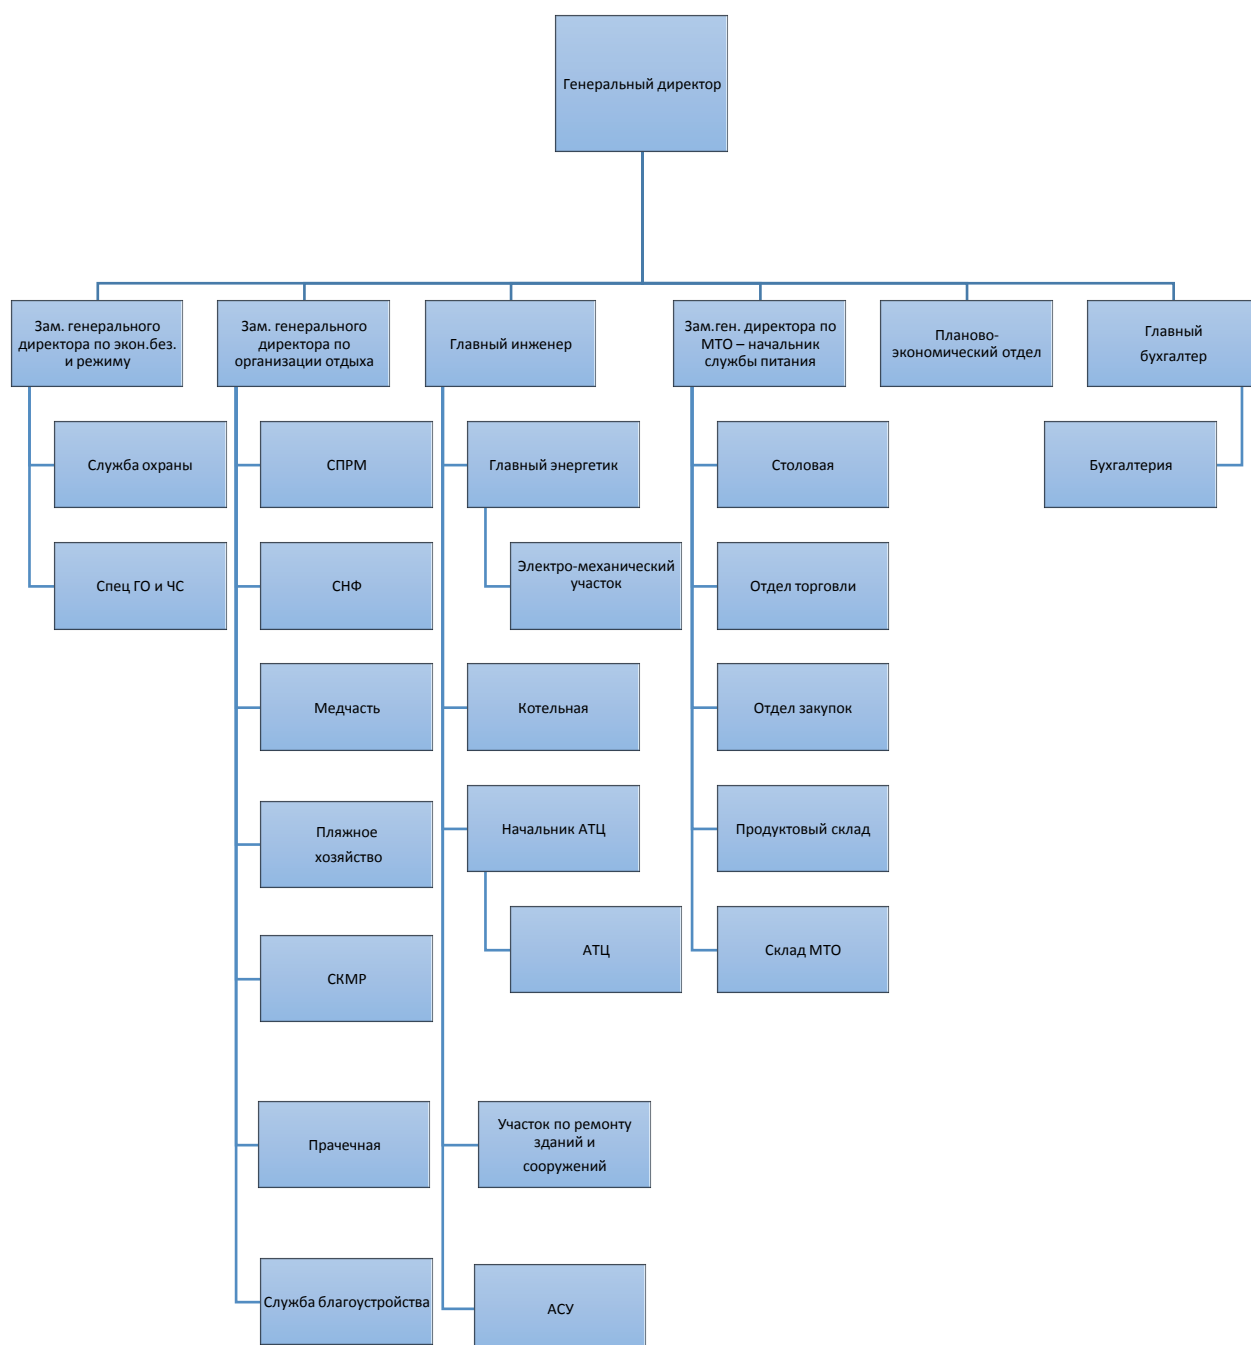 Генеральный директор
Зам. генерального
директора по экон.без.
и режиму
Зам. генерального
директора по
организации отдыха
Главный инженер
Зам.ген. директора по
МТО – начальник
службы питания
Планово-
экономический отдел
Главный
бухгалтер
Служба охраны
СПРМ
Главный энергетик
Столовая
Бухгалтерия
Спец ГО и ЧС
СНФ
Электро-механический
участок
Отдел торговли
Медчасть
Котельная
Отдел закупок
Пляжное
хозяйство
Начальник АТЦ
Продуктовый склад
СКМР
АТЦ
Склад МТО
Прачечная
Участок по ремонту
зданий и
сооружений
Служба благоустройства
АСУ